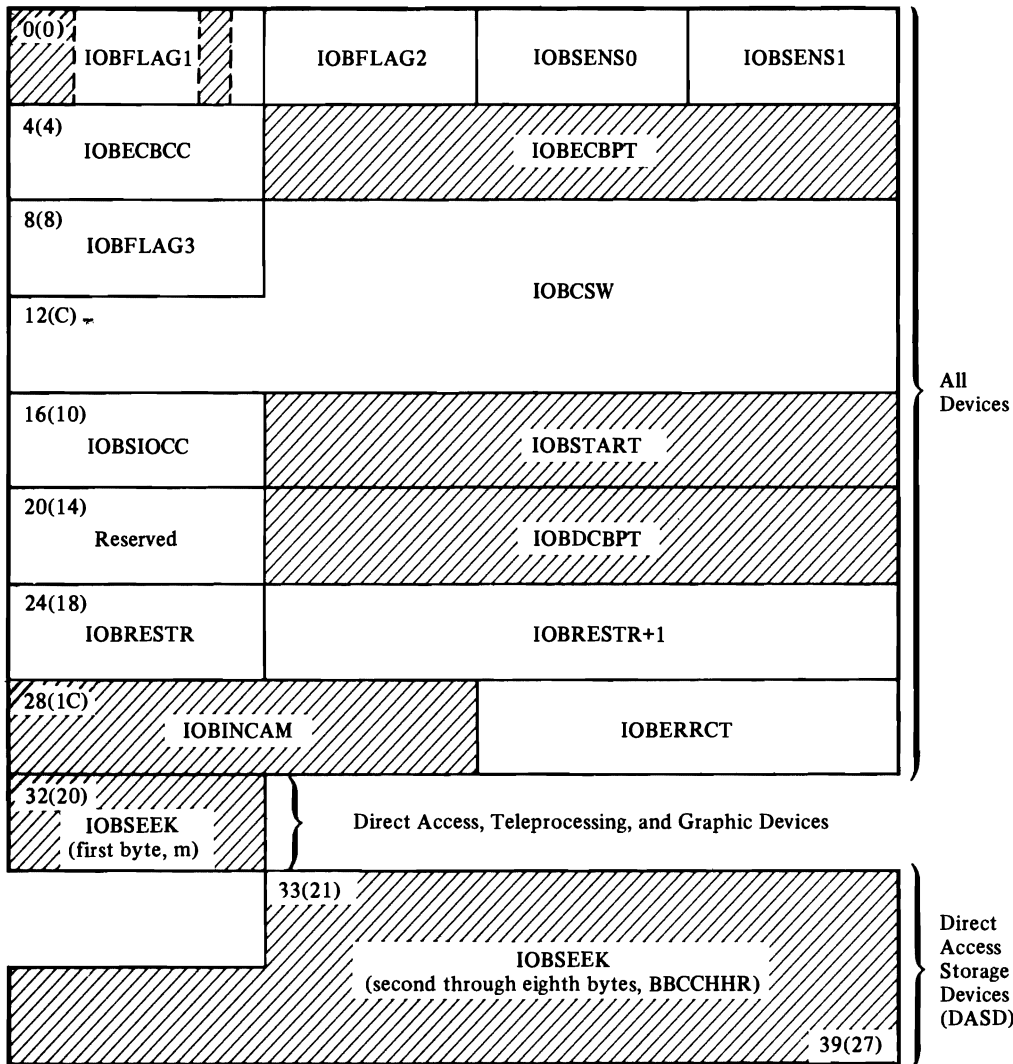 0(0)
IOBFLAG1
IOBFLAG2
IOBSENS0
IOBSENS1
4(4)
IOBECBCC
IOBECBPT
8(8)
IOBFLAG3
IOBCSW
12(C)
All
Devices
16(10)
IOBSIOCC
IOBSTART
20(14)
Reserved
IOBDCBPT
24(18)
IOBRESTR
IOBRESTR+1
28(1C)
IOBINCAM
IOBERRCT
32(20)
IOBSEEK
(first byte, m)
Direct Access, Teleprocessing, and Graphic Devices
33(21)
IOBSEEK
(second through eighth bytes, BBCCHHR)
39(27)
Direct
Access
Storage
Devices
(DASD)